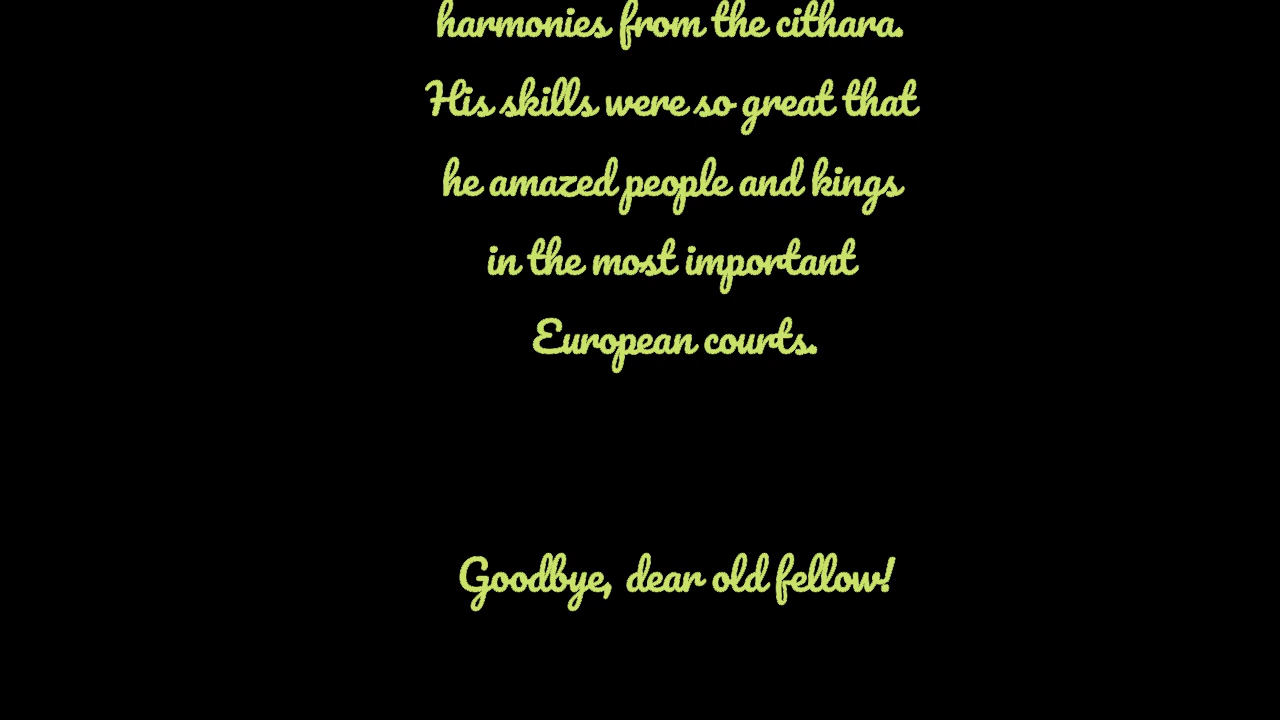 harmonies from the cithara.
His skills were so great that
he amazed people and kings
in the most important
European courts.
Goodbye, dear old fellow!